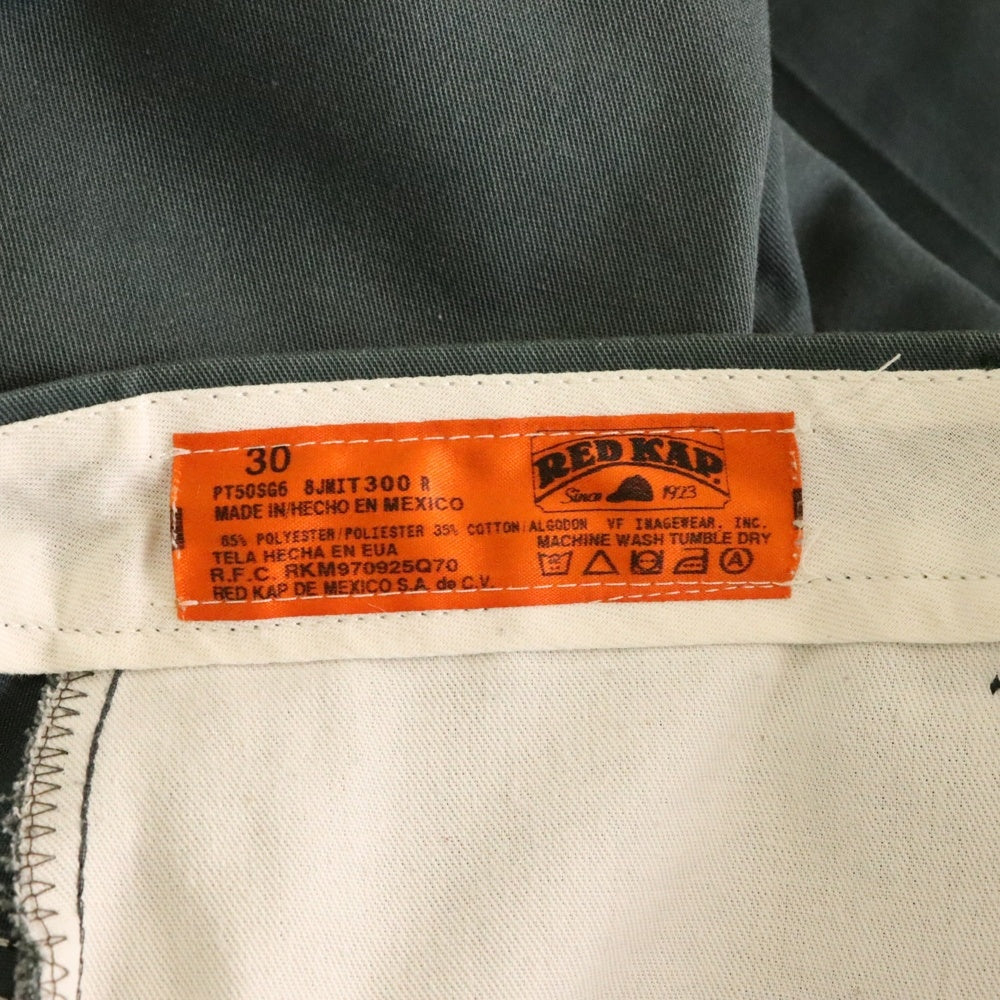 30
PT50SG6 8JMIT300 R
MADE IN/HECHO EN MEXICO
65% POLYESTER/POLIESTER 35% COTTON/ALGODON VF IMAGEWEAR, INC.
TELA HECHA EN EUA
R.F.C. RKM970925Q70
RED KAP DE MEXICO S.A. de C.V.
RED KAP
Since 1923
MACHINE WASH TUMBLE DRY
A